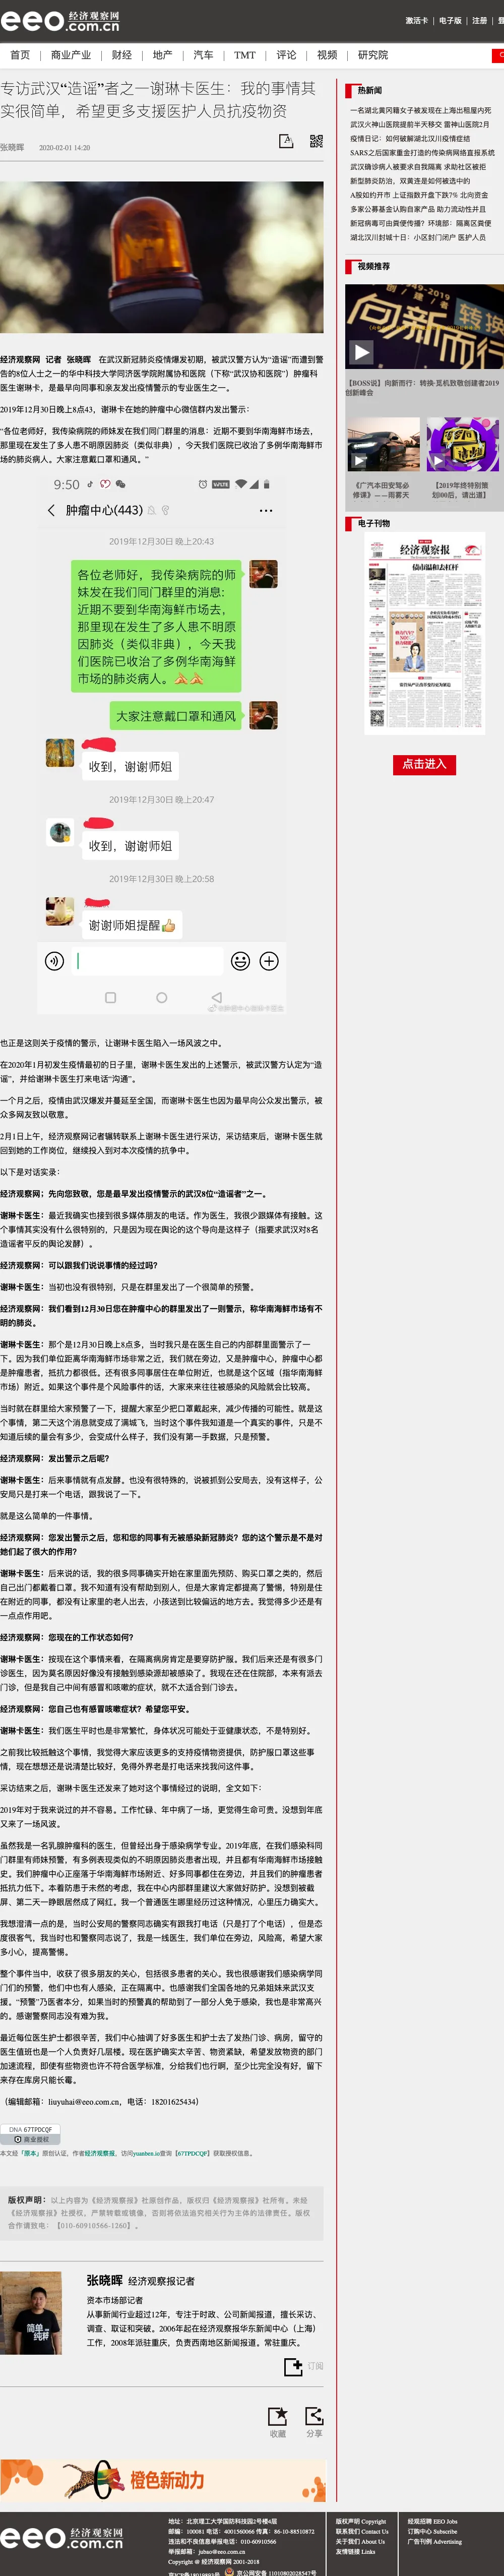 eeo 经济观察网
.com.cn
激活卡 | 电子版 | 注册 |
首页 | 商业产业 | 财经 | 地产 | 汽车 | TMT | 评论 | 视频 | 研究院
专访武汉“造谣”者之一谢琳卡医生：我的事情其
实很简单，希望更多支援医护人员抗疫物资
张晓晖 2020-02-01 14:20
经济观察网 记者 张晓晖 在武汉新冠肺炎疫情爆发初期，被武汉警方认为“造谣”而遭到警
告的8位人士之一的华中科技大学同济医学院附属协和医院（下称“武汉协和医院”）肿瘤科
医生谢琳卡，是最早向同事和亲友发出疫情警示的专业医生之一。
2019年12月30日晚上8点43，谢琳卡在她的肿瘤中心微信群内发出警示：
“各位老师好，我传染病院的师妹发在我们同门群里的消息：近期不要到华南海鲜市场去，
那里现在发生了多人患不明原因肺炎（类似非典），今天我们医院已收治了多例华南海鲜市
场的肺炎病人。大家注意戴口罩和通风。”
9:50
肿瘤中心(443)
2019年12月30日 晚上20:43
各位老师好，我传染病院的师
妹发在我们同门群里的消息:
近期不要到华南海鲜市场去，
那里现在发生了多人患不明原
因肺炎（类似非典），今天我
们医院已收治了多例华南海鲜
市场的肺炎病人。
大家注意戴口罩和通风
收到，谢谢师姐
2019年12月30日 晚上20:47
收到，谢谢师姐
2019年12月30日 晚上20:58
谢谢师姐提醒
也正是这则关于疫情的警示，让谢琳卡医生陷入一场风波之中。
在2020年1月初发生疫情最初的日子里，谢琳卡医生发出的上述警示，被武汉警方认定为“造
谣”，并给谢琳卡医生打来电话“沟通”。
一个月之后，疫情由武汉爆发并蔓延至全国，而谢琳卡医生也因为最早向公众发出警示，被
众多网友致以敬意。
2月1日上午，经济观察网记者辗转联系上谢琳卡医生进行采访，采访结束后，谢琳卡医生就
回到她的工作岗位，继续投入到对本次疫情的抗争中。
以下是对话实录：
经济观察网：先向您致敬，您是最早发出疫情警示的武汉8位“造谣者”之一。
谢琳卡医生：最近我确实也接到很多媒体朋友的电话。作为医生，我很少跟媒体有接触。这
个事情其实没有什么很特别的，只是因为现在舆论的这个导向是这样子（指要求武汉对8名
造谣者平反的舆论发酵）。
经济观察网：可以跟我们说说事情的经过吗？
谢琳卡医生：当初也没有很特别，只是在群里发出了一个很简单的预警。
经济观察网：我们看到12月30日您在肿瘤中心的群里发出了一则警示，称华南海鲜市场有不
明的肺炎。
谢琳卡医生：那个是12月30日晚上8点多，当时我只是在医生自己的内部群里面警示了一
下。因为我们单位距离华南海鲜市场非常之近，我们就在旁边，又是肿瘤中心，肿瘤中心都
是肿瘤患者，抵抗力都很低。还有很多同事居住在单位附近，也就是这个区域（指华南海鲜
市场）附近。如果这个事件是个风险事件的话，大家来来往往被感染的风险就会比较高。
当时就在群里给大家预警了一下，提醒大家至少把口罩戴起来，减少传播的可能性。就是这
个事情，第二天这个消息就变成了满城飞，当时这个事件我知道是一个真实的事件，只是不
知道后续的量会有多少，会变成什么样子，我们没有第一手数据，只是预警。
经济观察网：发出警示之后呢？
谢琳卡医生：后来事情就有点发酵。也没有很特殊的，说被抓到公安局去，没有这样子，公
安局只是打来一个电话，跟我说了一下。
就是这么简单的一件事情。
经济观察网：您发出警示之后，您和您的同事有无被感染新冠肺炎？您的这个警示是不是对
她们起了很大的作用？
谢琳卡医生：后来说的话，我的很多同事确实开始在家里面先预防、购买口罩之类的，然后
自己出门都戴着口罩。我不知道有没有帮助到别人，但是大家肯定都提高了警惕，特别是住
在附近的同事，都没有让家里的老人出去，小孩送到比较偏远的地方去。我觉得多少还是有
一点点作用吧。
经济观察网：您现在的工作状态如何？
谢琳卡医生：按现在这个事情来看，在隔离病房肯定是要穿防护服。我们后来还是有很多门
诊医生，因为莫名原因好像没有接触到感染源却被感染了。我现在还在住院部，本来有派去
门诊，但是我自己中间有感冒和咳嗽的症状，就不太适合到门诊去。
经济观察网：您自己也有感冒咳嗽症状？希望您平安。
谢琳卡医生：我们医生平时也是非常繁忙，身体状况可能处于亚健康状态，不是特别好。
之前我比较抵触这个事情，我觉得大家应该更多的支持疫情物资提供，防护服口罩这些事
情，现在想想还是说清楚比较好，免得外界老是打电话来找我问这件事。
采访结束之后，谢琳卡医生还发来了她对这个事情经过的说明，全文如下：
2019年对于我来说过的并不容易。工作忙碌、年中病了一场，更觉得生命可贵。没想到年底
又来了一场风波。
虽然我是一名乳腺肿瘤科的医生，但曾经出身于感染病学专业。2019年底，在我们感染科同
门群里有师妹预警，有多例表现类似的不明原因肺炎患者出现，并且都有华南海鲜市场接触
史。我们肿瘤中心正座落于华南海鲜市场附近、好多同事都住在旁边，并且我们的肿瘤患者
抵抗力低下。本着防患于未然的考虑，我在中心内部群里建议大家做好防护。没想到被截
屏、第二天一睁眼居然成了网红。我一个普通医生哪里经历过这种情况，心里压力确实大。
我想澄清一点的是，当时公安局的警察同志确实有跟我打电话（只是打了个电话），但是态
度很客气，我当时也和警察同志说了，我是一线医生，我们单位在旁边，风险高，希望大家
多小心，提高警惕。
整个事件当中，收获了很多朋友的关心，包括很多患者的关心。我也很感谢我们感染病学同
门们的预警，他们中也有人感染，正在隔离中。也感谢我们全国各地的兄弟姐妹来武汉支
援。“预警”乃医者本分，如果当时的预警真的帮助到了一部分人免于感染，我也是非常高兴
的。感谢警察同志没有难为我。
最近每位医生护士都很辛苦，我们中心抽调了好多医生和护士去了发热门诊、病房，留守的
医生值班也是一个人负责好几层楼。现在医护确实太辛苦、物资紧缺，希望发放物资的部门
加速流程，即使有些物资也许不符合医学标准，分给我们也行啊，至少比完全没有好，留下
来存在库房只能长霉。
（编辑邮箱：liuyuhai@eeo.com.cn，电话：18201625434）
DNA 67TPDCQF
商业授权
本文经「原本」原创认证，作者经济观察报，访问yuanben.io查询【67TPDCQF】获取授权信息。
版权声明：以上内容为《经济观察报》社原创作品，版权归《经济观察报》社所有。未经
《经济观察报》社授权，严禁转载或镜像，否则将依法追究相关行为主体的法律责任。版权
合作请致电：【010-60910566-1260】。
张晓晖 经济观察报记者
资本市场部记者
从事新闻行业超过12年，专注于时政、公司新闻报道，擅长采访、
调查、取证和突破。2006年起在经济观察报华东新闻中心（上海）
工作，2008年派驻重庆，负责西南地区新闻报道。常驻重庆。
订阅
收藏 分享
橙色新动力
热新闻
一名湖北黄冈籍女子被发现在上海出租屋内死
武汉火神山医院提前半天移交 雷神山医院2月
疫情日记：如何破解湖北汉川疫情症结
SARS之后国家重金打造的传染病网络直报系统
武汉确诊病人被要求自我隔离 求助社区被拒
新型肺炎防治，双黄连是如何被选中的
A股如约开市 上证指数开盘下跌7% 北向资金
多家公募基金认购自家产品 助力流动性并且
新冠病毒可由粪便传播？环境部：隔离区粪便
湖北汉川封城十日：小区封门闭户 医护人员
视频推荐
向新而行
【BOSS说】向新而行：转换·觅机致敬创建者2019
创新峰会
《广汽本田安驾必
修课》——雨雾天
【2019年终特别策
划|00后，请出道】
电子刊物
经济观察报
债市温和去杠杆
点击进入
eeo 经济观察网
.com.cn
地址：北京理工大学国防科技园2号楼4层
邮编：100081 电话：4001560066 传真：86-10-88510872
违法和不良信息举报电话：010-60910566
举报邮箱：jubao@eeo.com.cn
Copyright @ 经济观察网 2001-2018
京公网安备 11010802028547号
版权声明 Copyright
联系我们 Contact Us
关于我们 About Us
友情链接 Links
经观招聘 EEO Jobs
订购中心 Subscribe
广告刊例 Advertising